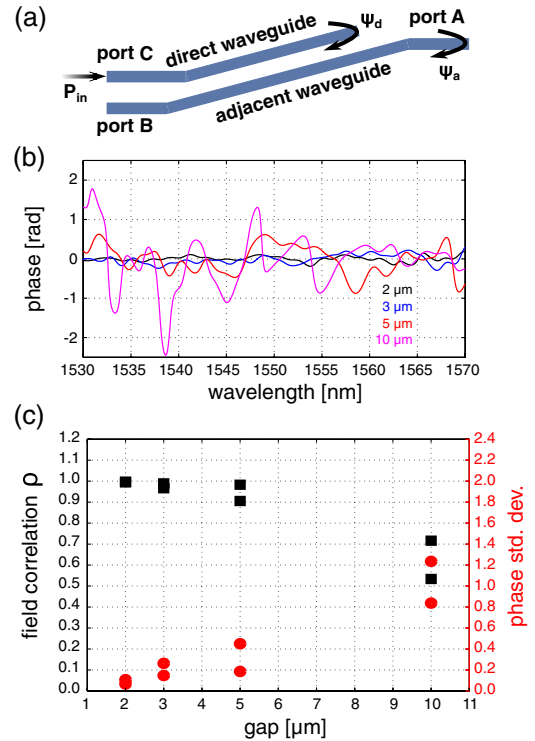 (a)
port A
Ψd
direct waveguide
port C
Pin
Ψa
adjacent waveguide
port B
(b)
2
1
0
-1
-2
phase [rad]
2 μm
3 μm
5 μm
10 μm
1530 1535 1540 1545 1550 1555 1560 1565 1570
wavelength [nm]
(c)
1.2 2.4
1.1 2.2
1.0 2.0
0.9 1.8
0.8 1.6
0.7 1.4
0.6 1.2
0.5 1.0
0.4 0.8
0.3 0.6
0.2 0.4
0.1 0.2
0.0 0.0
field correlation ρ
phase std. dev.
1 2 3 4 5 6 7 8 9 10 11
gap [μm]